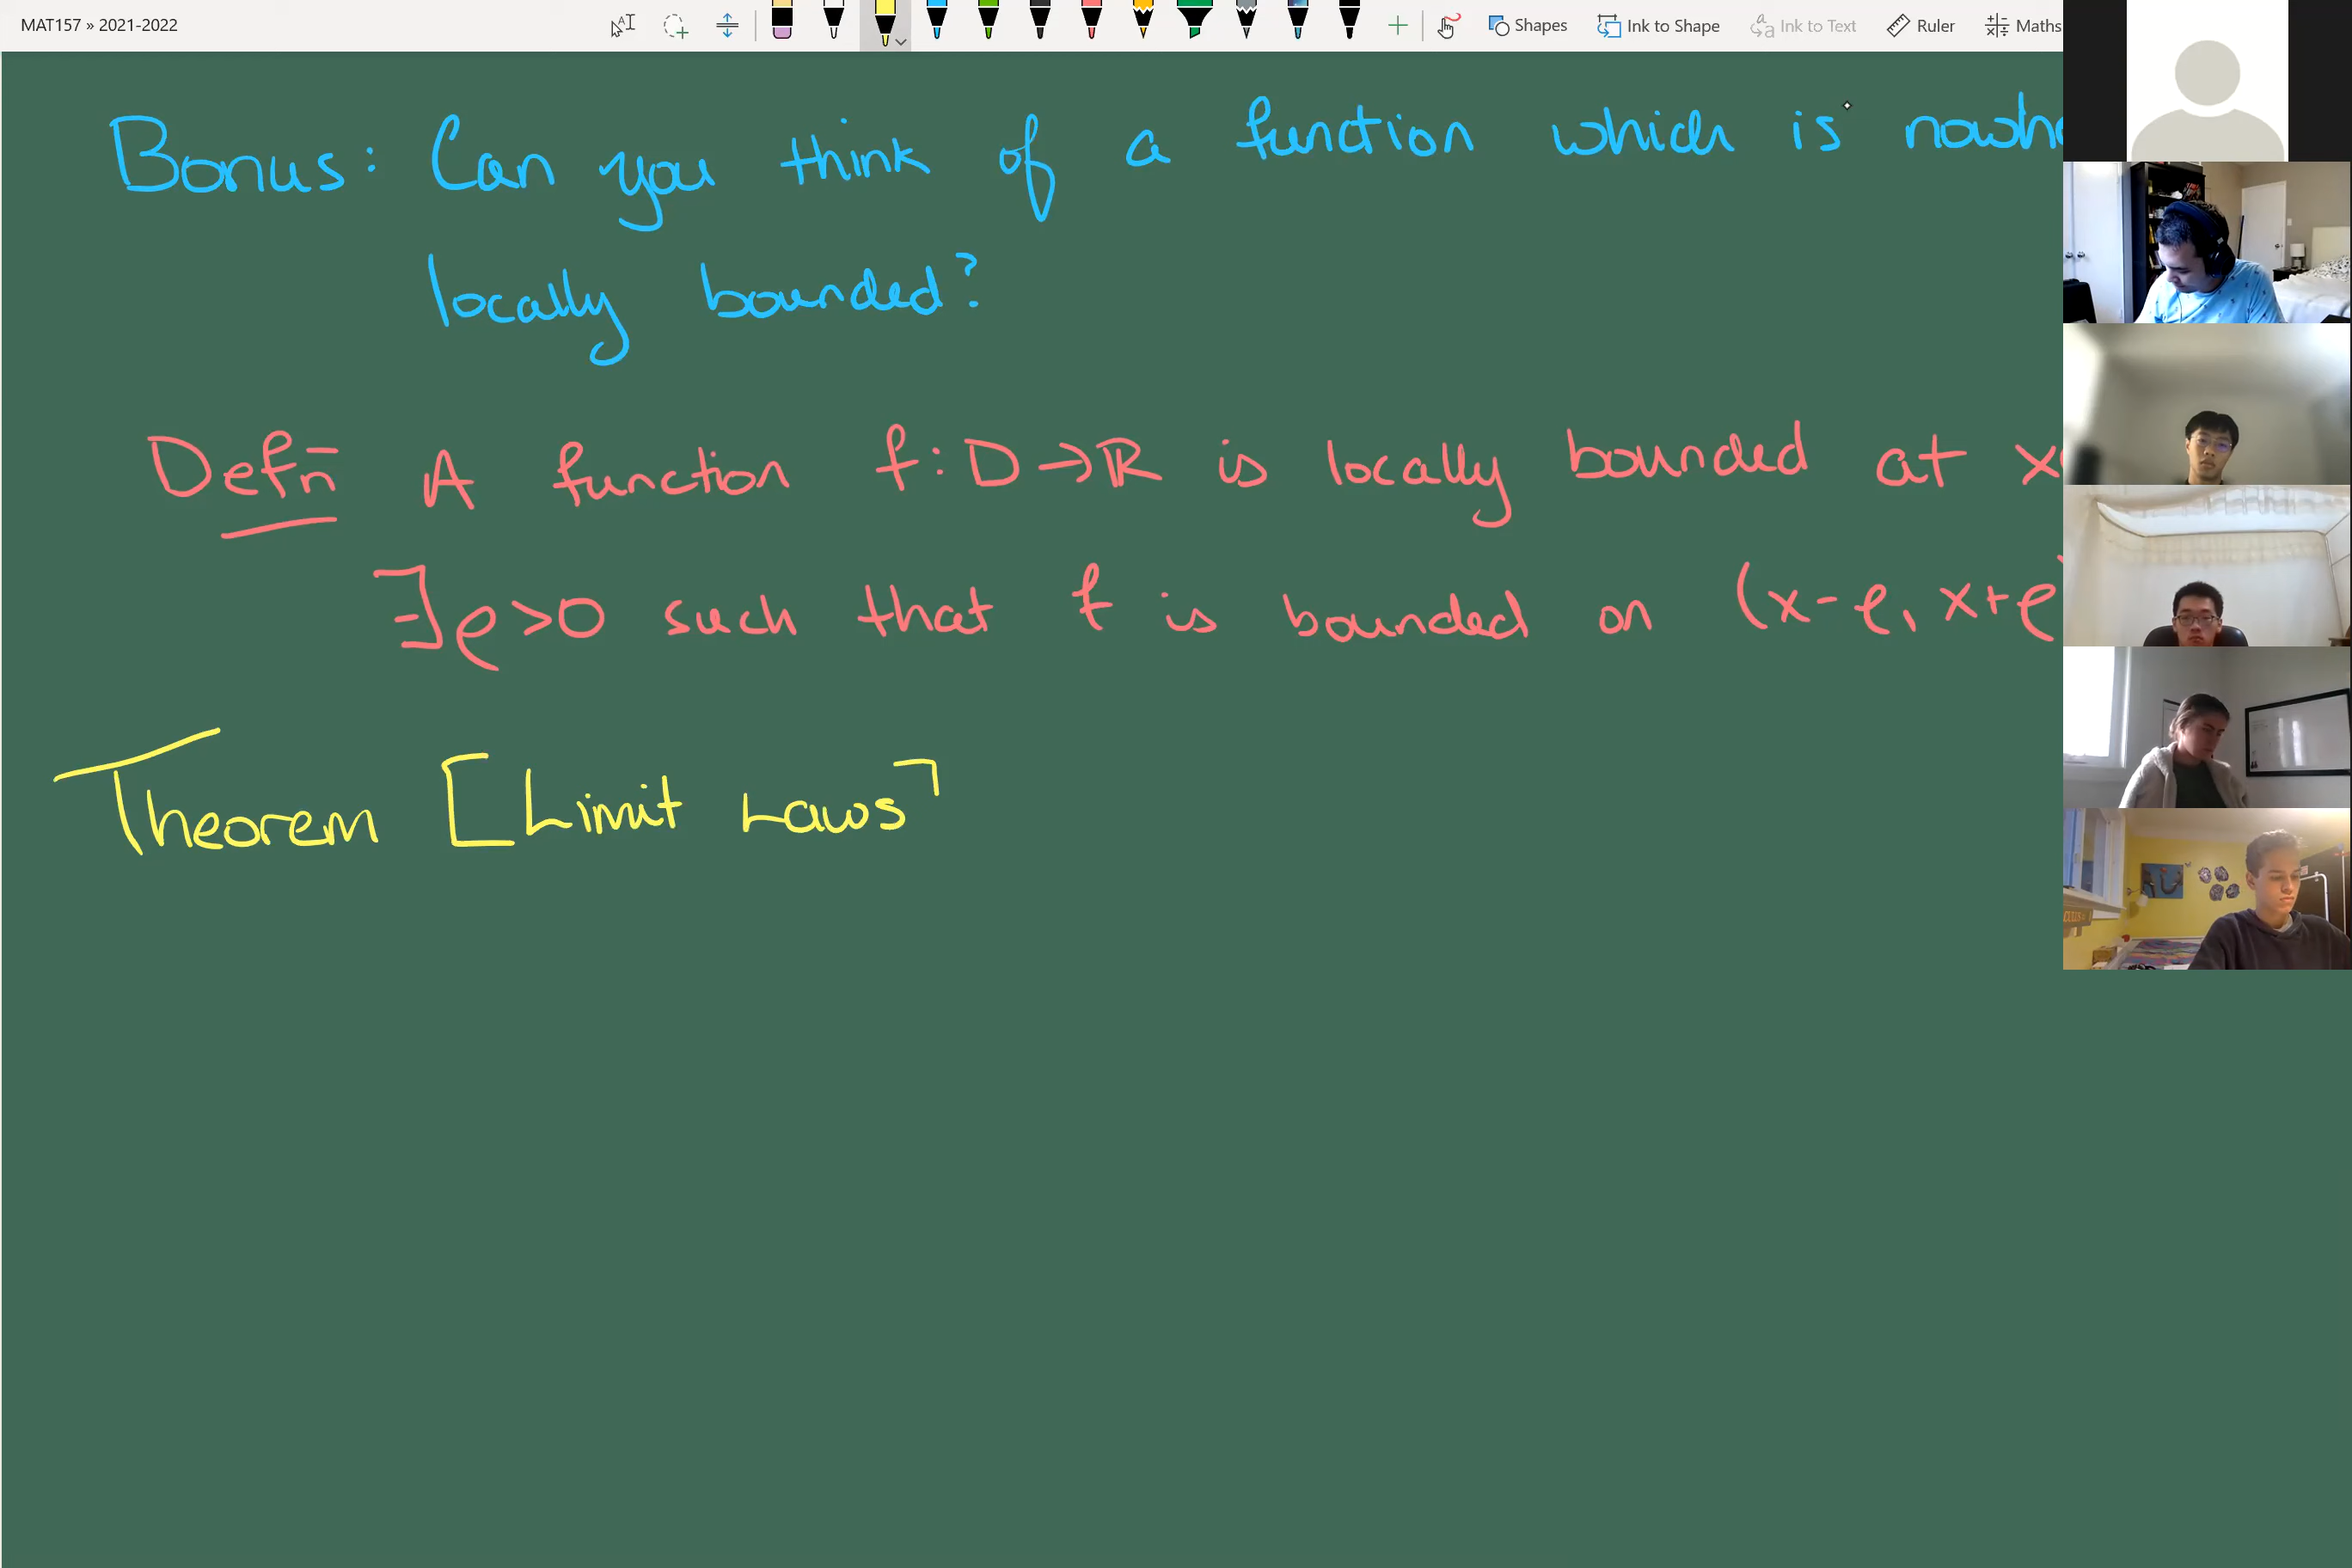 MAT157 » 2021-2022
Shapes
Ink to Shape
Ink to Text
Ruler
Maths
Bonus: Can you think of a function which is nowhe
locally bounded?
Defn A function f: D→ℝ is locally bounded at x
∃ρ>0 such that f is bounded on (x-ρ, x+ρ
Theorem [Limit Laws]